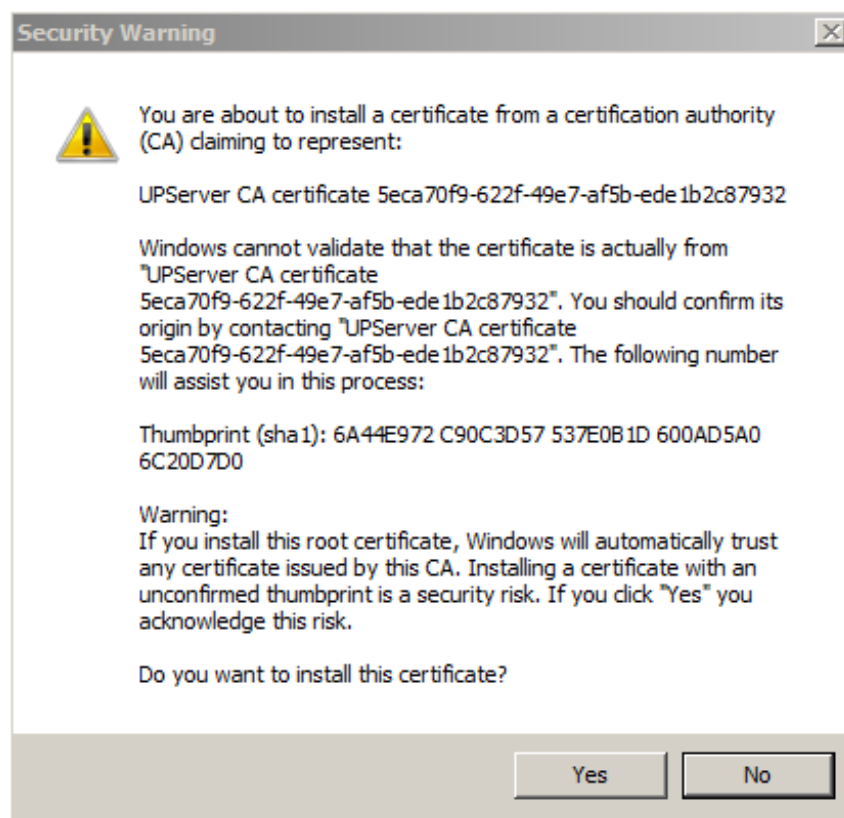 Security Warning
You are about to install a certificate from a certification authority
(CA) claiming to represent:
UPServer CA certificate 5eca70f9-622f-49e7-af5b-ede1b2c87932
Windows cannot validate that the certificate is actually from
"UPServer CA certificate
5eca70f9-622f-49e7-af5b-ede1b2c87932". You should confirm its
origin by contacting "UPServer CA certificate
5eca70f9-622f-49e7-af5b-ede1b2c87932". The following number
will assist you in this process:
Thumbprint (sha1): 6A44E972 C90C3D57 537E0B1D 600AD5A0
6C20D7D0
Warning:
If you install this root certificate, Windows will automatically trust
any certificate issued by this CA. Installing a certificate with an
unconfirmed thumbprint is a security risk. If you click "Yes" you
acknowledge this risk.
Do you want to install this certificate?
Yes No